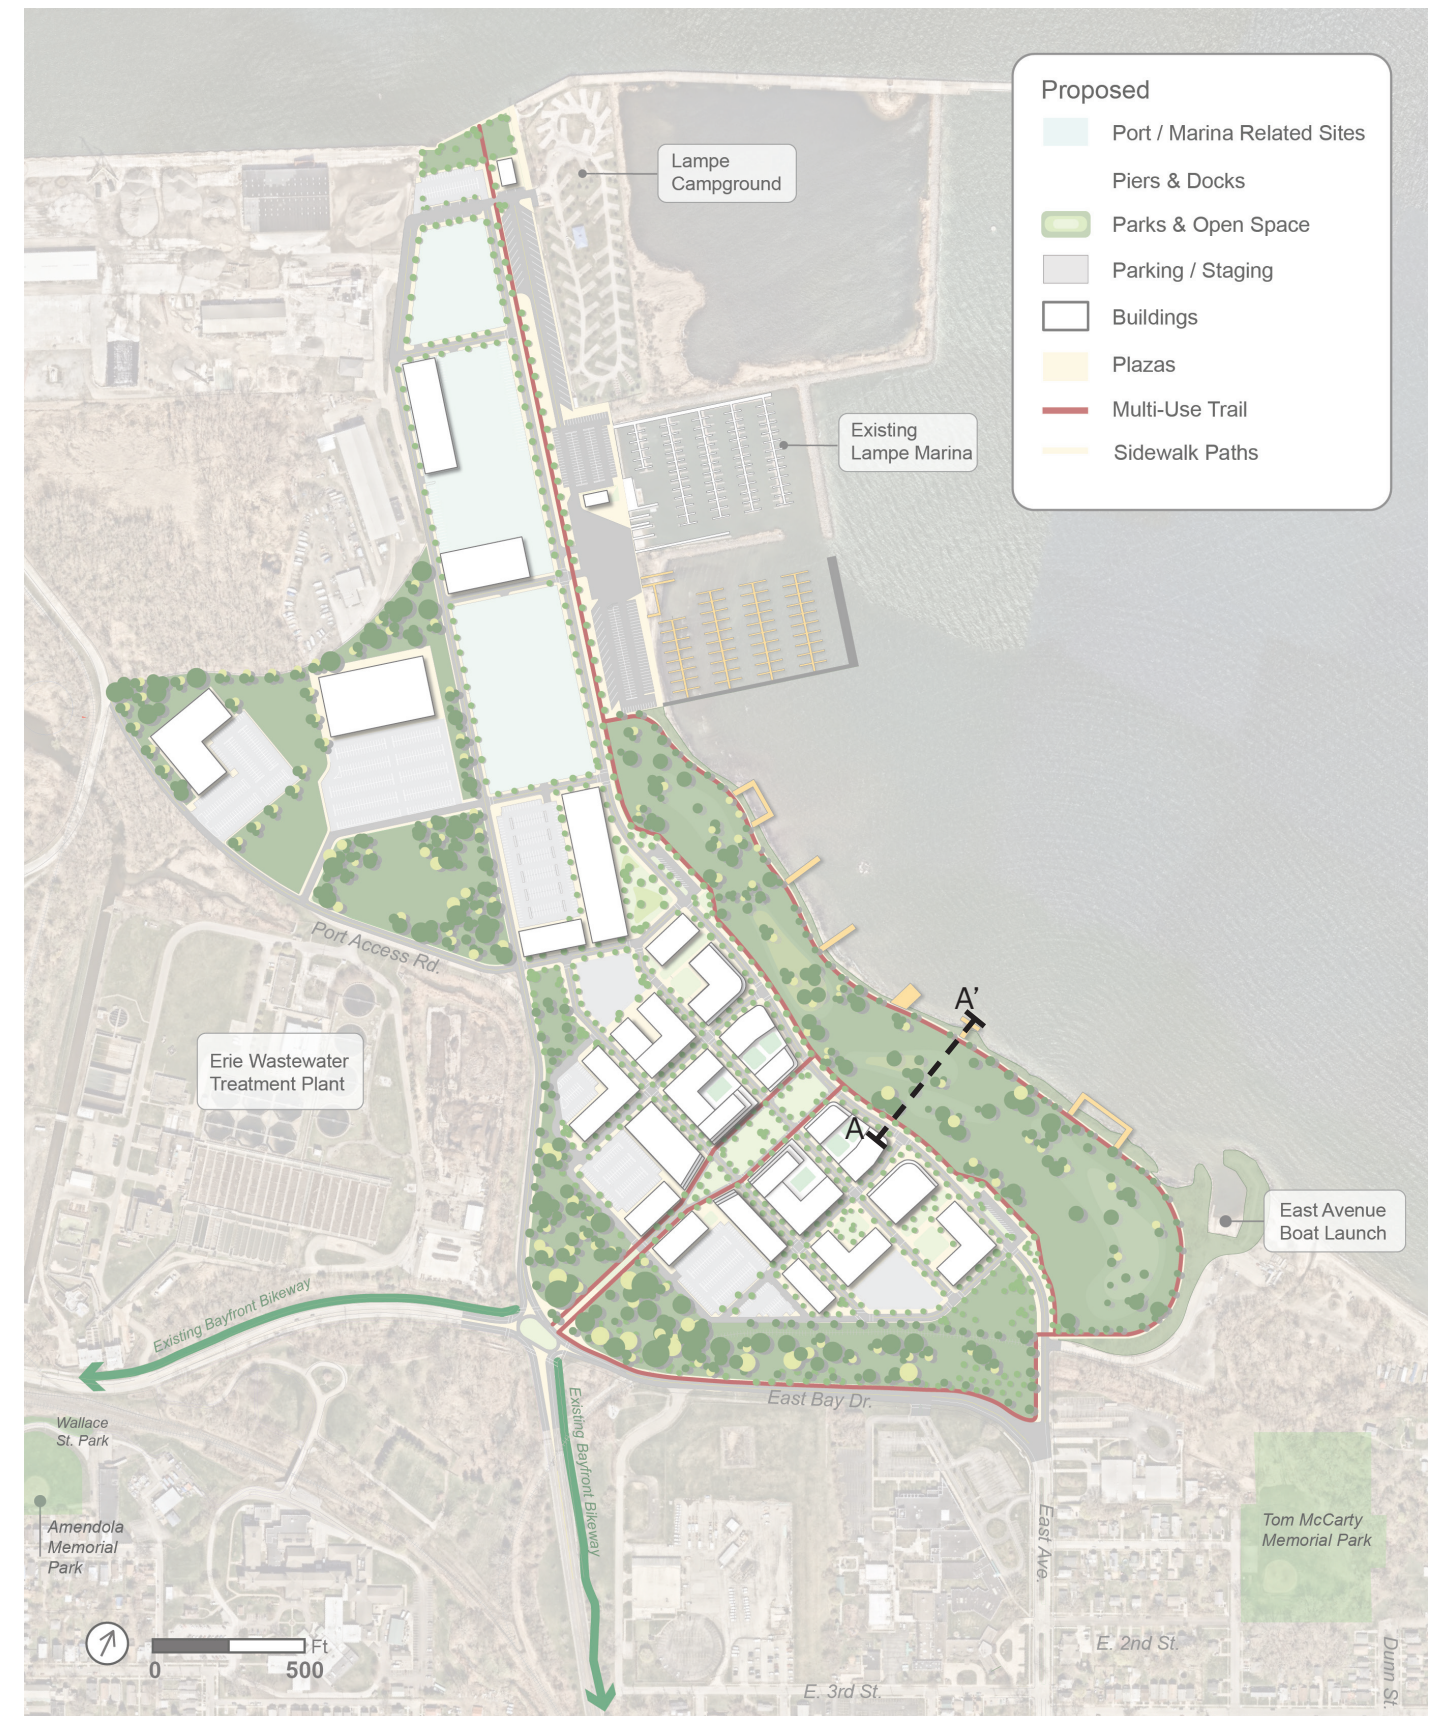 Proposed
Port / Marina Related Sites
Piers & Docks
Parks & Open Space
Parking / Staging
Buildings
Plazas
Multi-Use Trail
Sidewalk Paths
Lampe
Campground
Existing
Lampe Marina
Port Access Rd.
A’
A
Erie Wastewater
Treatment Plant
East Avenue
Boat Launch
Existing Bayfront Bikeway
Existing Bayfront Bikeway
East Bay Dr.
Wallace
St. Park
Amendola
Memorial
Park
East Ave.
Tom McCarty
Memorial Park
E. 2nd St.
E. 3rd St.
Dunn St.
Ft
0
500